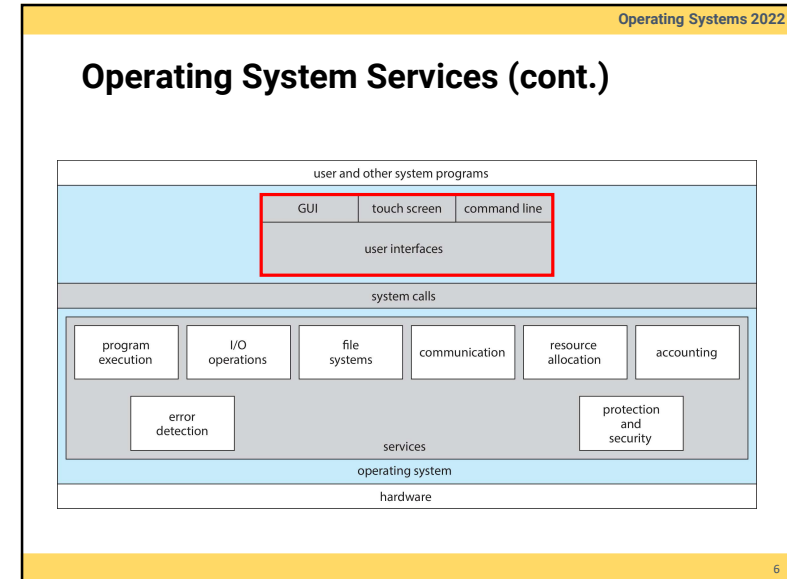 Operating Systems 2022
Operating System Services (cont.)
user and other system programs
GUI
touch screen
command line
user interfaces
system calls
program
execution
I/O
operations
file
systems
communication
resource
allocation
accounting
error
detection
protection
and
security
services
operating system
hardware
6